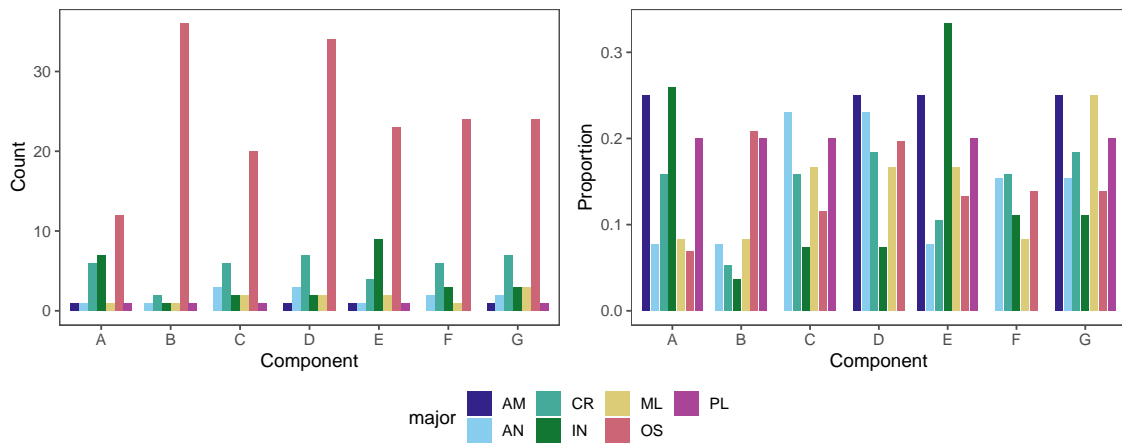 Count
30
20
10
0
A B C D E F G
Component
Proportion
0.3
0.2
0.1
0.0
A B C D E F G
Component
major
AM CR ML PL
AN IN OS